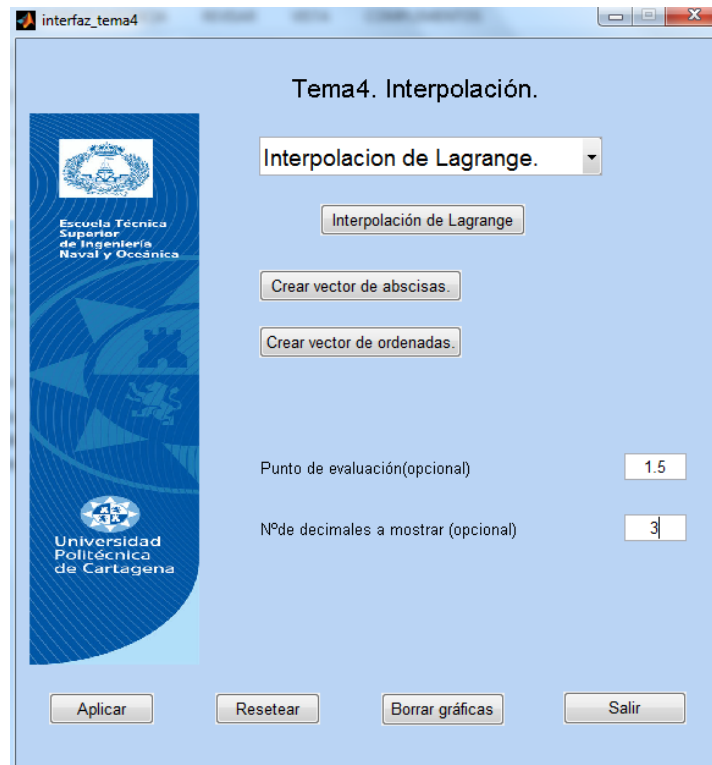 interfaz_tema4
Tema4. Interpolación.
Interpolacion de Lagrange.
Interpolación de Lagrange
Escuela Técnica
Superior
de Ingeniería
Naval y Oceánica
Crear vector de abscisas.
Crear vector de ordenadas.
Punto de evaluación(opcional)
1.5
Nºde decimales a mostrar (opcional)
3
Universidad
Politécnica
de Cartagena
Aplicar
Resetear
Borrar gráficas
Salir